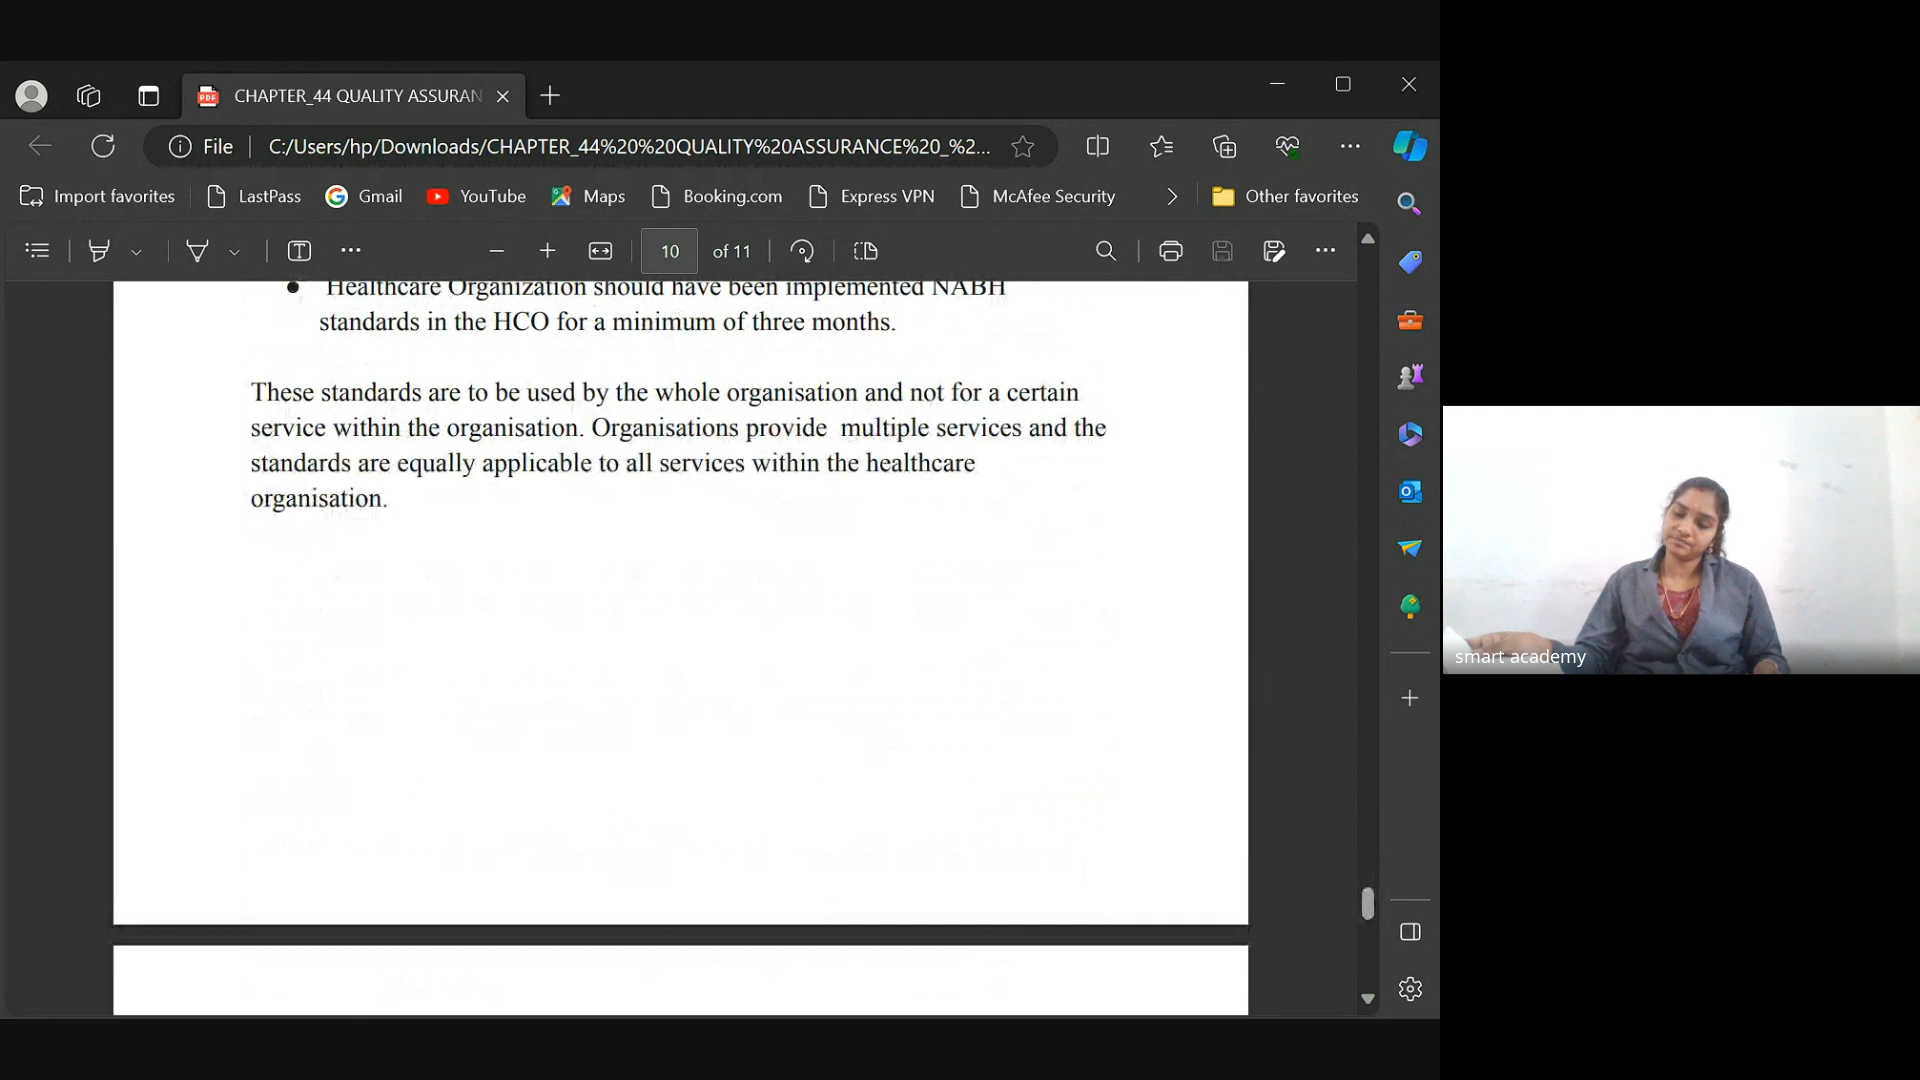 CHAPTER_44 QUALITY ASSURAN
File
C:/Users/hp/Downloads/CHAPTER_44%20%20QUALITY%20ASSURANCE%20_%2...
Import favorites
LastPass
Gmail
YouTube
Maps
Booking.com
Express VPN
McAfee Security
Other favorites
10 of 11
● Healthcare Organization should have been implemented NABH
standards in the HCO for a minimum of three months.
These standards are to be used by the whole organisation and not for a certain
service within the organisation. Organisations provide multiple services and the
standards are equally applicable to all services within the healthcare
organisation.
smart academy